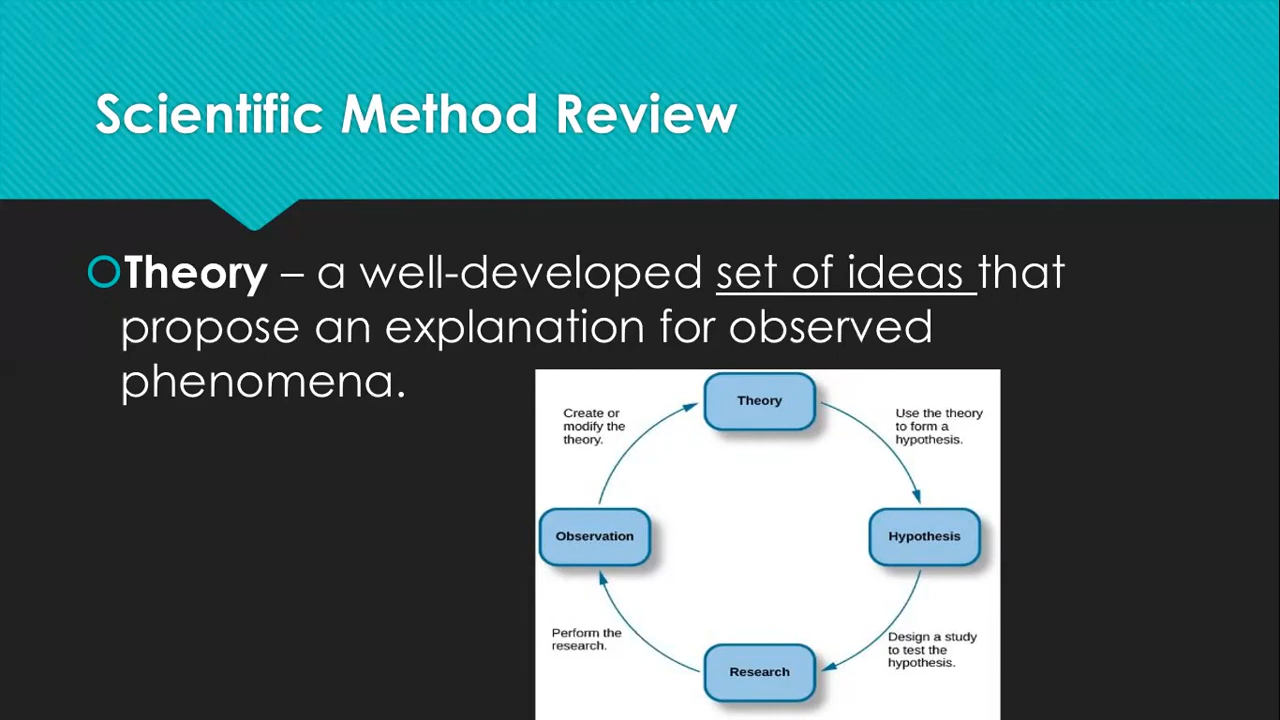 Scientific Method Review
Theory – a well-developed set of ideas that
propose an explanation for observed
phenomena.
Theory
Create or
modify the
theory.
Use the theory
to form a
hypothesis.
Observation
Hypothesis
Perform the
research.
Design a study
to test the
hypothesis.
Research